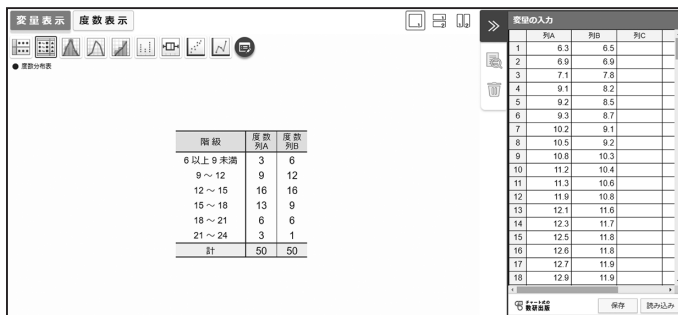 変量表示 度数表示
● 度数分布表
階級 度数列A 度数列B
6 以上 9 未満 3 6
9 ～ 12 9 12
12 ～ 15 16 16
15 ～ 18 13 9
18 ～ 21 6 6
21 ～ 24 3 1
計 50 50
変量の入力
列A 列B 列C
1 6.3 6.5
2 6.9 6.9
3 7.1 7.8
4 9.1 8.2
5 9.2 8.5
6 9.3 8.7
7 10.2 9.1
8 10.5 9.2
9 10.8 10.3
10 11.2 10.4
11 11.3 10.6
12 11.9 10.8
13 12.1 11.6
14 12.3 11.7
15 12.5 11.8
16 12.6 11.8
17 12.7 11.9
18 12.9 11.9
チャート式の
数研出版 保存 読み込み